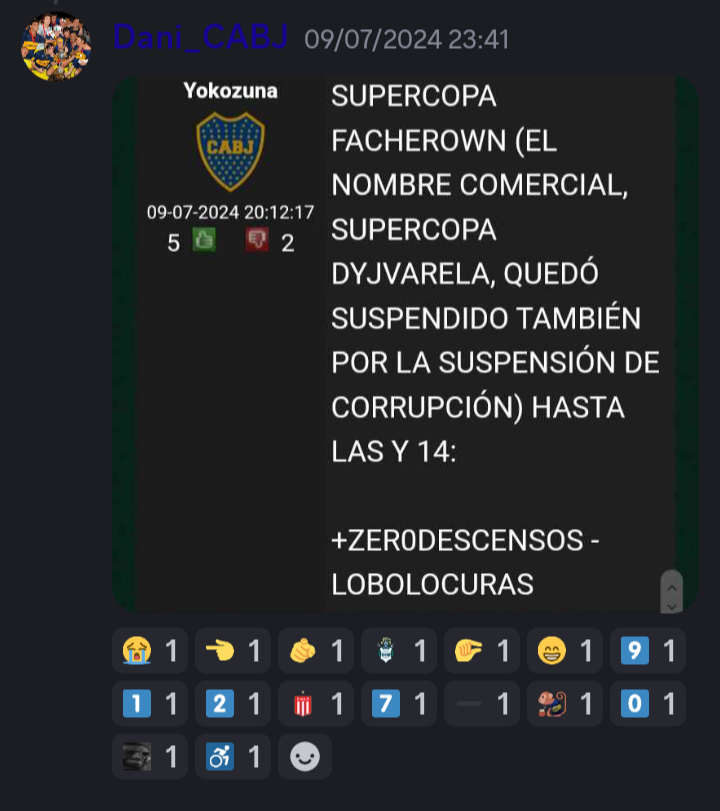 Dani_CABJ 09/07/2024 23:41
Yokozuna
CABJ
09-07-2024 20:12:17
5 2
SUPERCOPA
FACHEROWN (EL
NOMBRE COMERCIAL,
SUPERCOPA
DYJVARELA, QUEDÓ
SUSPENDIDO TAMBIÉN
POR LA SUSPENSIÓN DE
CORRUPCIÓN) HASTA
LAS Y 14:
+ZER0DESCENSOS -
LOBOLOCURAS
1 1 1 1 1 1 9 1
1 1 2 1 1 7 1 1 1 0 1
1 1